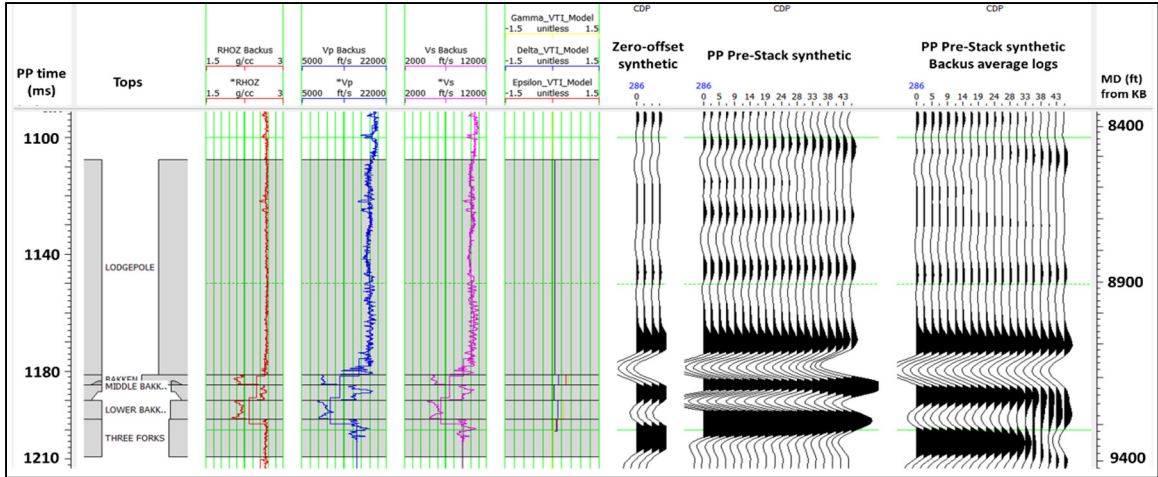 CDP
CDP
CDP
Gamma_VTI_Model
-1.5 unitless 1.5
RHOZ Backus
1.5 g/cc 3
Vp Backus
5000 ft/s 22000
Vs Backus
2000 ft/s 12000
Delta_VTI_Model
-1.5 unitless 1.5
Zero-offset
synthetic
PP Pre-Stack synthetic
PP Pre-Stack synthetic
Backus average logs
PP time
(ms)
Tops
*RHOZ
1.5 g/cc 3
*Vp
5000 ft/s 22000
*Vs
2000 ft/s 12000
Epsilon_VTI_Model
-1.5 unitless 1.5
286
0
286
0 5 9 14 19 24 29 33 38 43
286
0 5 9 14 19 24 29 33 38 43
MD (ft)
from KB
8400
1100
1140
LODGEPOLE
8900
1180
BAKKEN
MIDDLE BAKK..
LOWER BAKK..
THREE FORKS
1210
9400